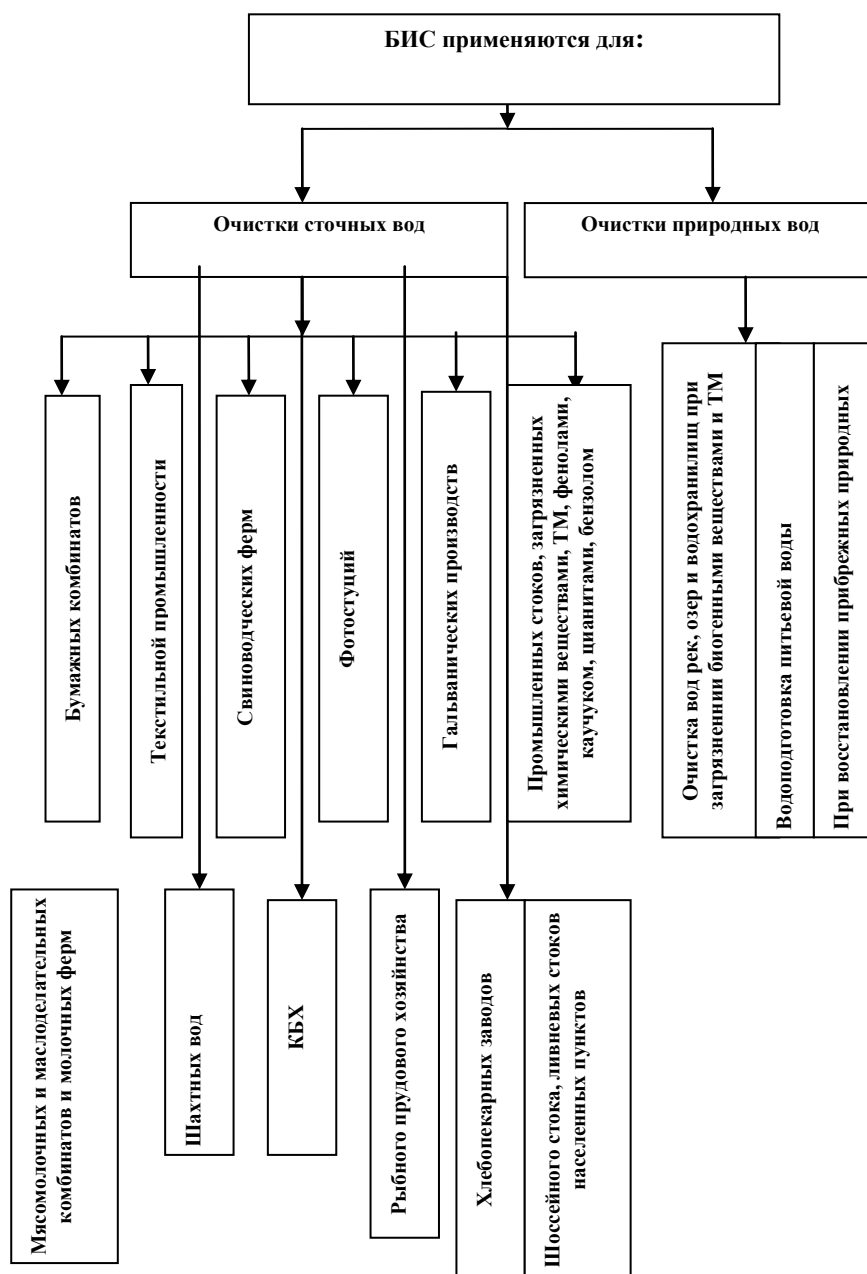 БИС применяются для:
Очистки сточных вод
Очистки природных вод
Бумажных комбинатов
Текстильной промышленности
Свиноводческих ферм
Фотостуций
Гальванических производств
Промышленных стоков, загрязненных
химическими веществами, ТМ, фенолами,
каучуком, цианитами, бензолом
Очистка вод рек, озер и водохранилищ при
загрязненнии биогенными веществами и ТМ
Водоподготовка питьевой воды
При восстановлении прибрежных природных
Мясомолочных и маслоделательных
комбинатов и молочных ферм
Шахтных вод
КБХ
Рыбного прудового хозяйнства
Хлебопекарных заводов
Шоссейного стока, ливневых стоков
населенных пунктов